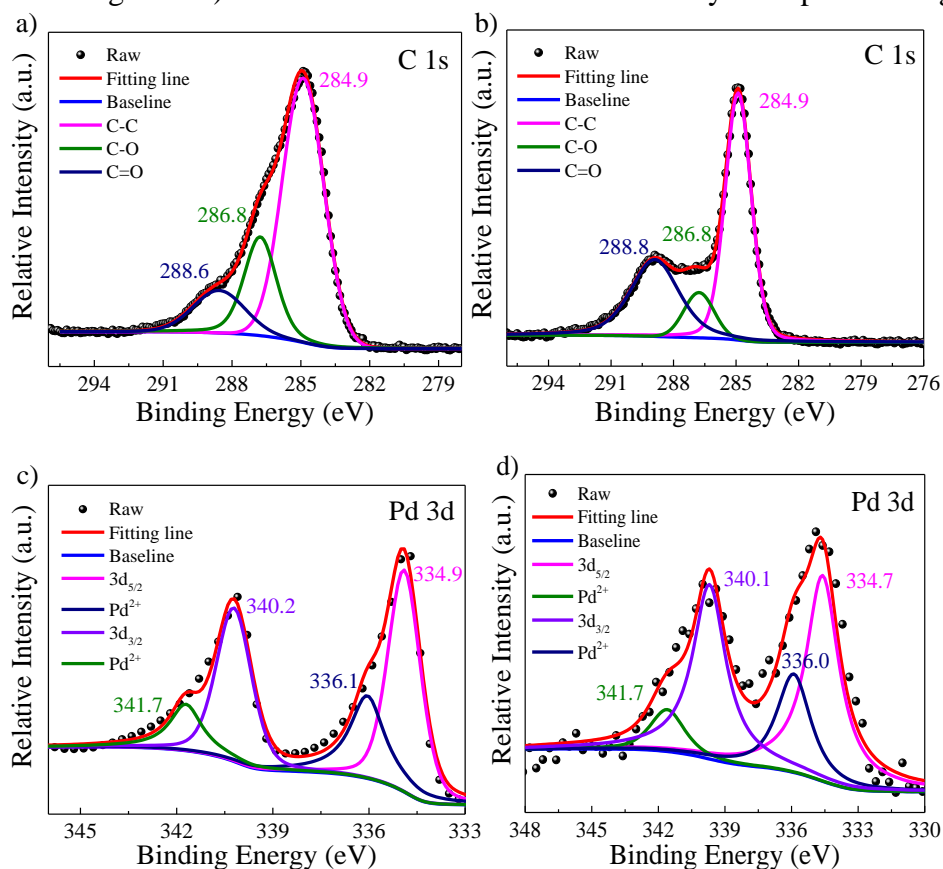 a)
C 1s
Raw
Fitting line
Baseline
C-C
C-O
C=O
284.9
286.8
288.6
Relative Intensity (a.u.)
294 291 288 285 282 279
Binding Energy (eV)
b)
C 1s
Raw
Fitting line
Baseline
C-C
C-O
C=O
284.9
288.8
286.8
Relative Intensity (a.u.)
294 291 288 285 282 279 276
Binding Energy (eV)
c)
Pd 3d
Raw
Fitting line
Baseline
3d5/2
Pd2+
3d3/2
Pd2+
334.9
340.2
336.1
341.7
Relative Intensity (a.u.)
345 342 339 336 333
Binding Energy (eV)
d)
Pd 3d
Raw
Fitting line
Baseline
3d5/2
Pd2+
3d3/2
Pd2+
340.1
334.7
336.0
341.7
Relative Intensity (a.u.)
348 345 342 339 336 333 330
Binding Energy (eV)